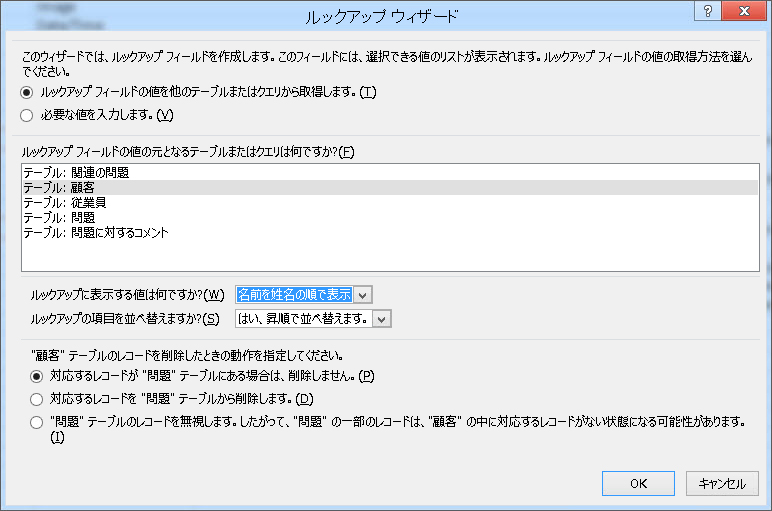 Image
Date/Time
ルックアップ ウィザード
?
このウィザードでは、ルックアップ フィールドを作成します。このフィールドには、選択できる値のリストが表示されます。ルックアップ フィールドの値の取得方法を選ん
でください。
ルックアップ フィールドの値を他のテーブルまたはクエリから取得します。(T)
必要な値を入力します。(V)
ルックアップ フィールドの値の元となるテーブルまたはクエリは何ですか?(F)
テーブル: 関連の問題
テーブル: 顧客
テーブル: 従業員
テーブル: 問題
テーブル: 問題に対するコメント
ルックアップに表示する値は何ですか?(W) 名前を姓名の順で表示
ルックアップの項目を並べ替えますか?(S) はい、昇順で並べ替えます。
"顧客" テーブルのレコードを削除したときの動作を指定してください。
対応するレコードが "問題" テーブルにある場合は、削除しません。(P)
対応するレコードを "問題" テーブルから削除します。(D)
"問題" テーブルのレコードを無視します。したがって、"問題" の一部のレコードは、"顧客" の中に対応するレコードがない状態になる可能性があります。
(I)
OK キャンセル